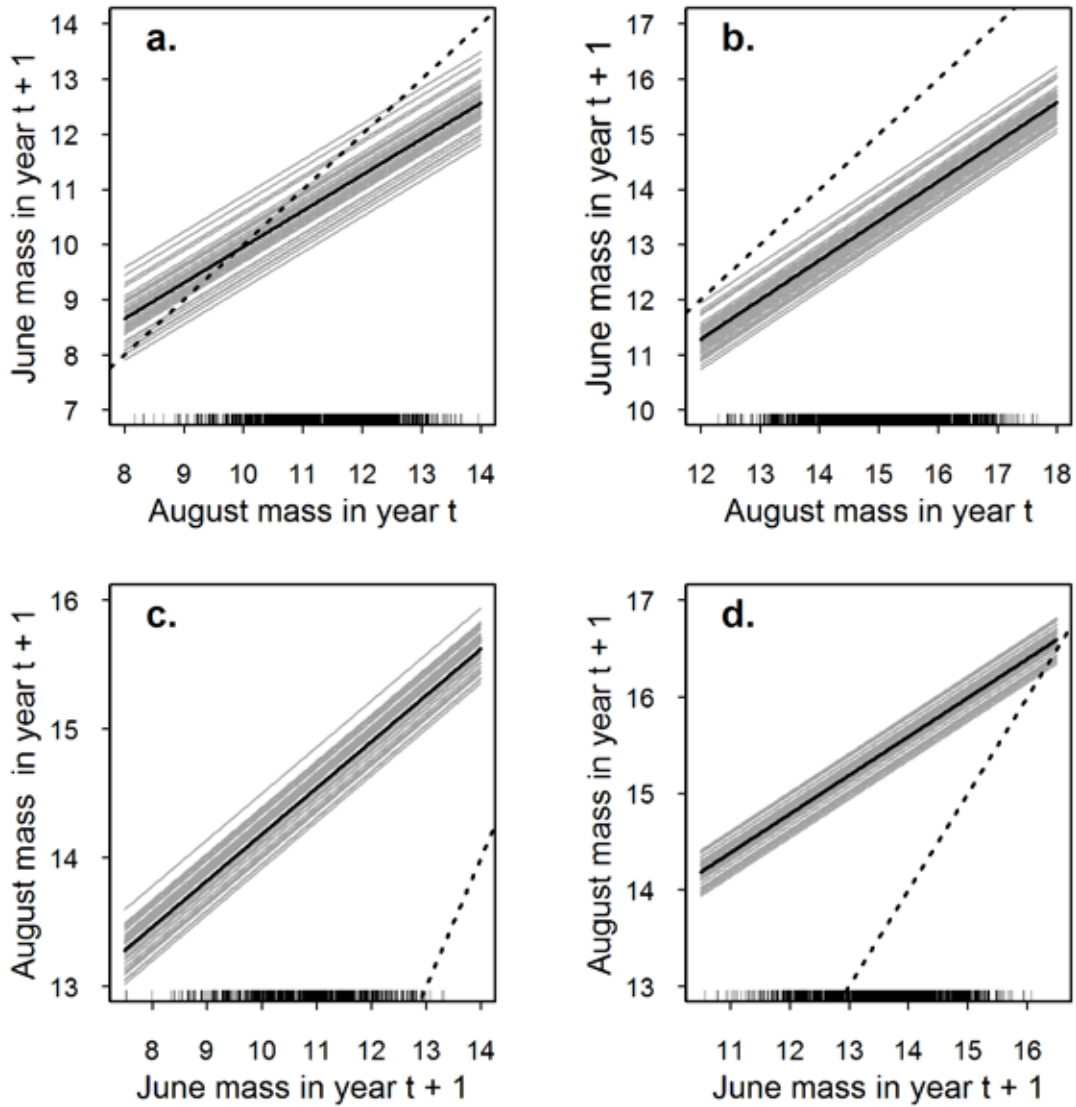 a.
14
13
12
11
10
9
8
7
June mass in year t + 1
8 9 10 11 12 13 14
August mass in year t
b.
17
16
15
14
13
12
11
10
June mass in year t + 1
12 13 14 15 16 17 18
August mass in year t
c.
16
15
14
13
August mass in year t + 1
8 9 10 11 12 13 14
June mass in year t + 1
d.
17
16
15
14
13
August mass in year t + 1
11 12 13 14 15 16
June mass in year t + 1